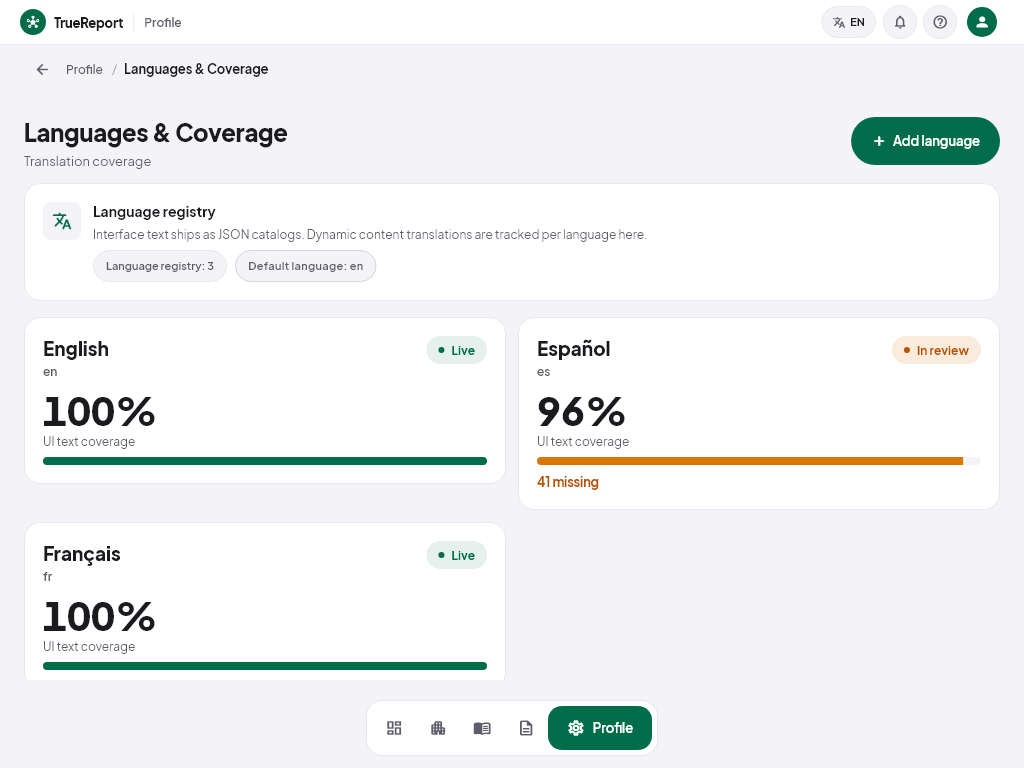 TrueReport
Profile
EN
Profile / Languages & Coverage
Languages & Coverage
Translation coverage
+ Add language
Language registry
Interface text ships as JSON catalogs. Dynamic content translations are tracked per language here.
Language registry: 3
Default language: en
English
Live
en
100%
UI text coverage
Español
In review
es
96%
UI text coverage
41 missing
Français
Live
fr
100%
UI text coverage
Profile